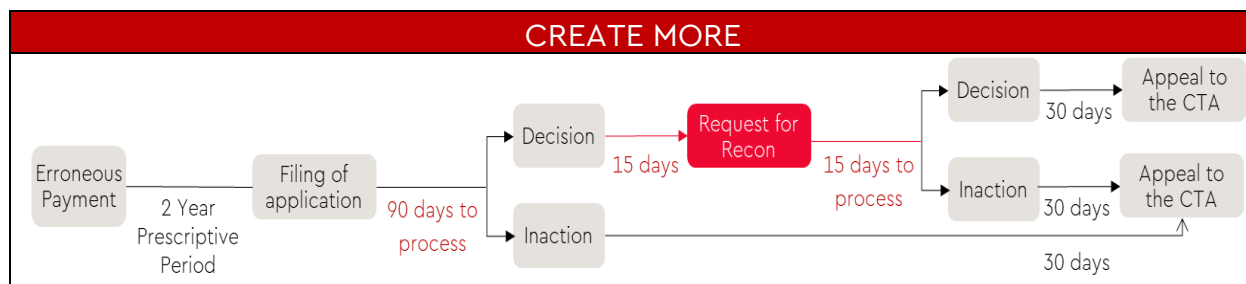 CREATE MORE
Erroneous
Payment
2 Year
Prescriptive
Period
Filing of
application
90 days to
process
Decision
15 days
Request for
Recon
15 days to
process
Decision
30 days
Appeal to
the CTA
Inaction
30 days
Appeal to
the CTA
Inaction
30 days